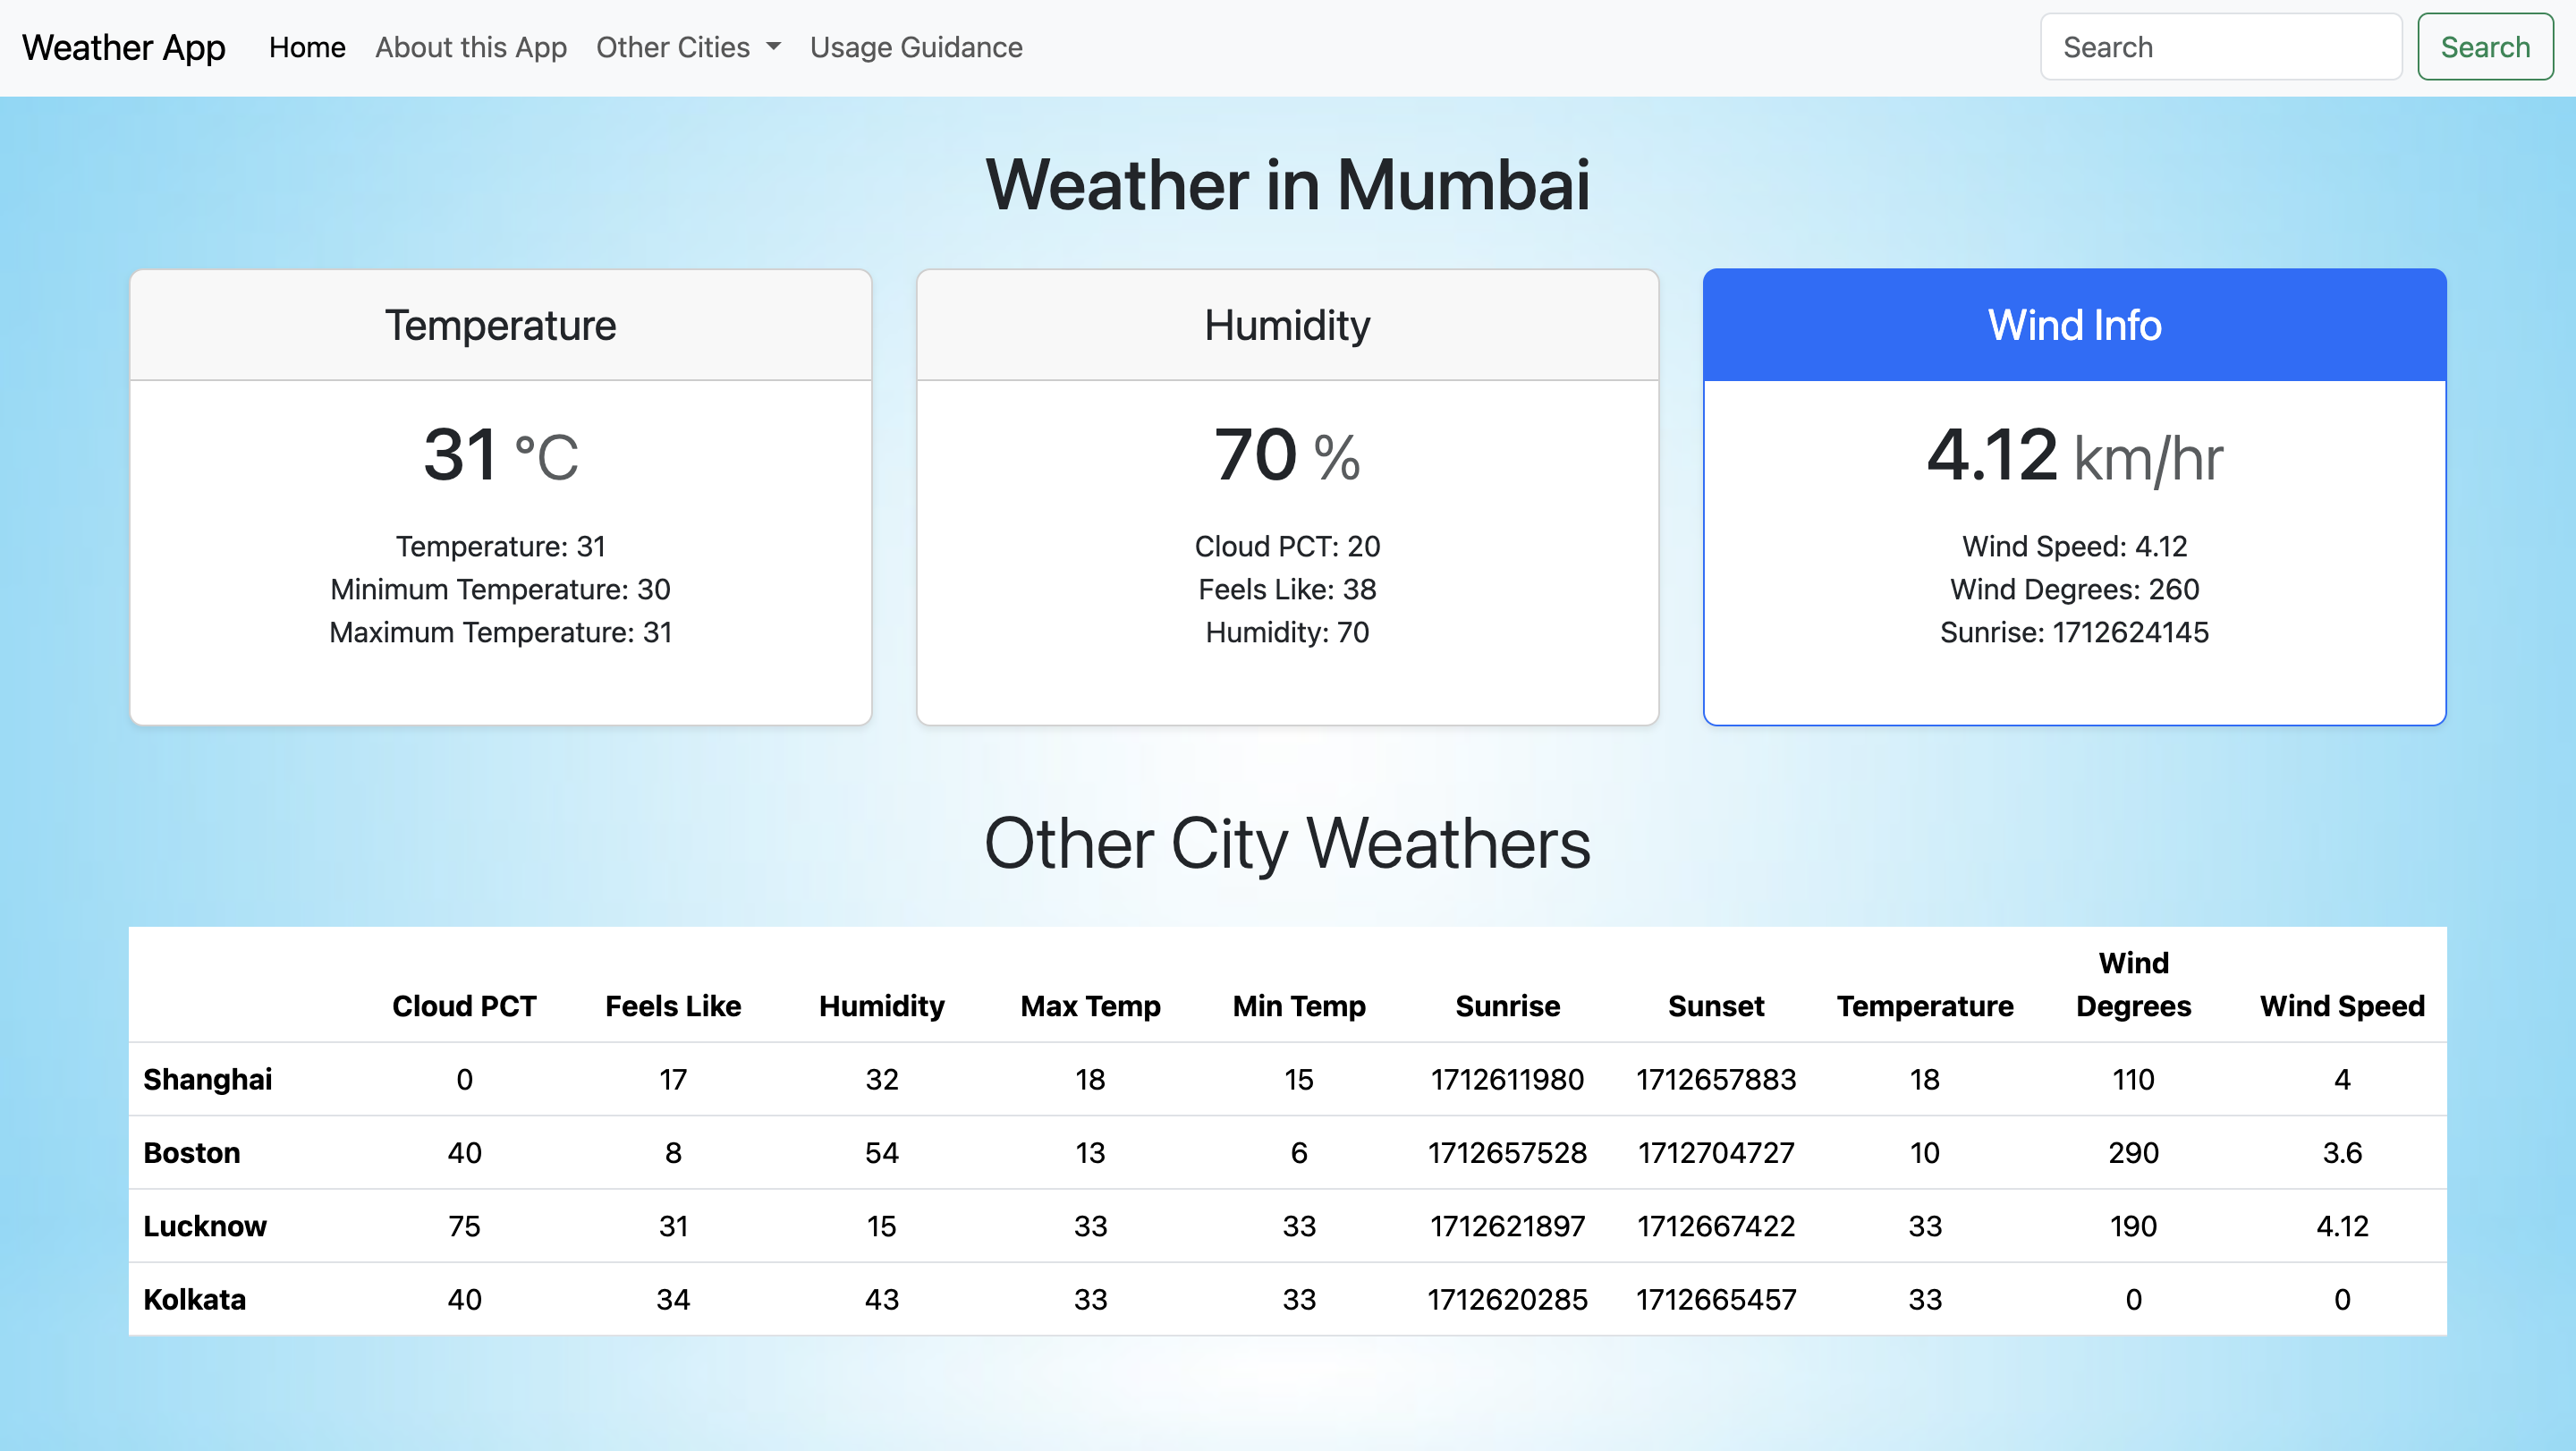 Weather App Home About this App Other Cities Usage Guidance Search Search
Weather in Mumbai
Temperature
31 °C
Temperature: 31
Minimum Temperature: 30
Maximum Temperature: 31
Humidity
70 %
Cloud PCT: 20
Feels Like: 38
Humidity: 70
Wind Info
4.12 km/hr
Wind Speed: 4.12
Wind Degrees: 260
Sunrise: 1712624145
Other City Weathers
Cloud PCT Feels Like Humidity Max Temp Min Temp Sunrise Sunset Temperature Wind Degrees Wind Speed
Shanghai 0 17 32 18 15 1712611980 1712657883 18 110 4
Boston 40 8 54 13 6 1712657528 1712704727 10 290 3.6
Lucknow 75 31 15 33 33 1712621897 1712667422 33 190 4.12
Kolkata 40 34 43 33 33 1712620285 1712665457 33 0 0